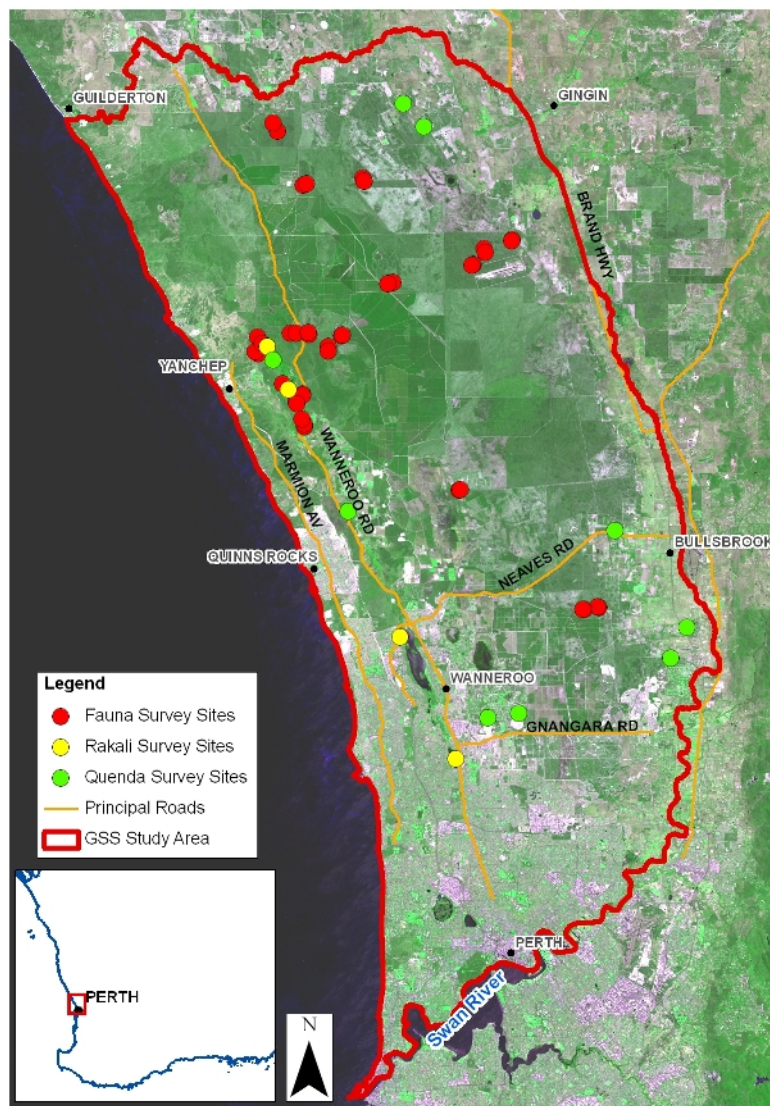 GUILDERTON
GINGIN
BRAND HWY
YANCHEP
WANNEROO RD
MARMION AV
QUINNS ROCKS
NEAVES RD
BULLSBROOK
WANNEROO
GNANGARA RD
Legend
Fauna Survey Sites
Rakali Survey Sites
Quenda Survey Sites
Principal Roads
GSS Study Area
PERTH
Swan River
PERTH
N